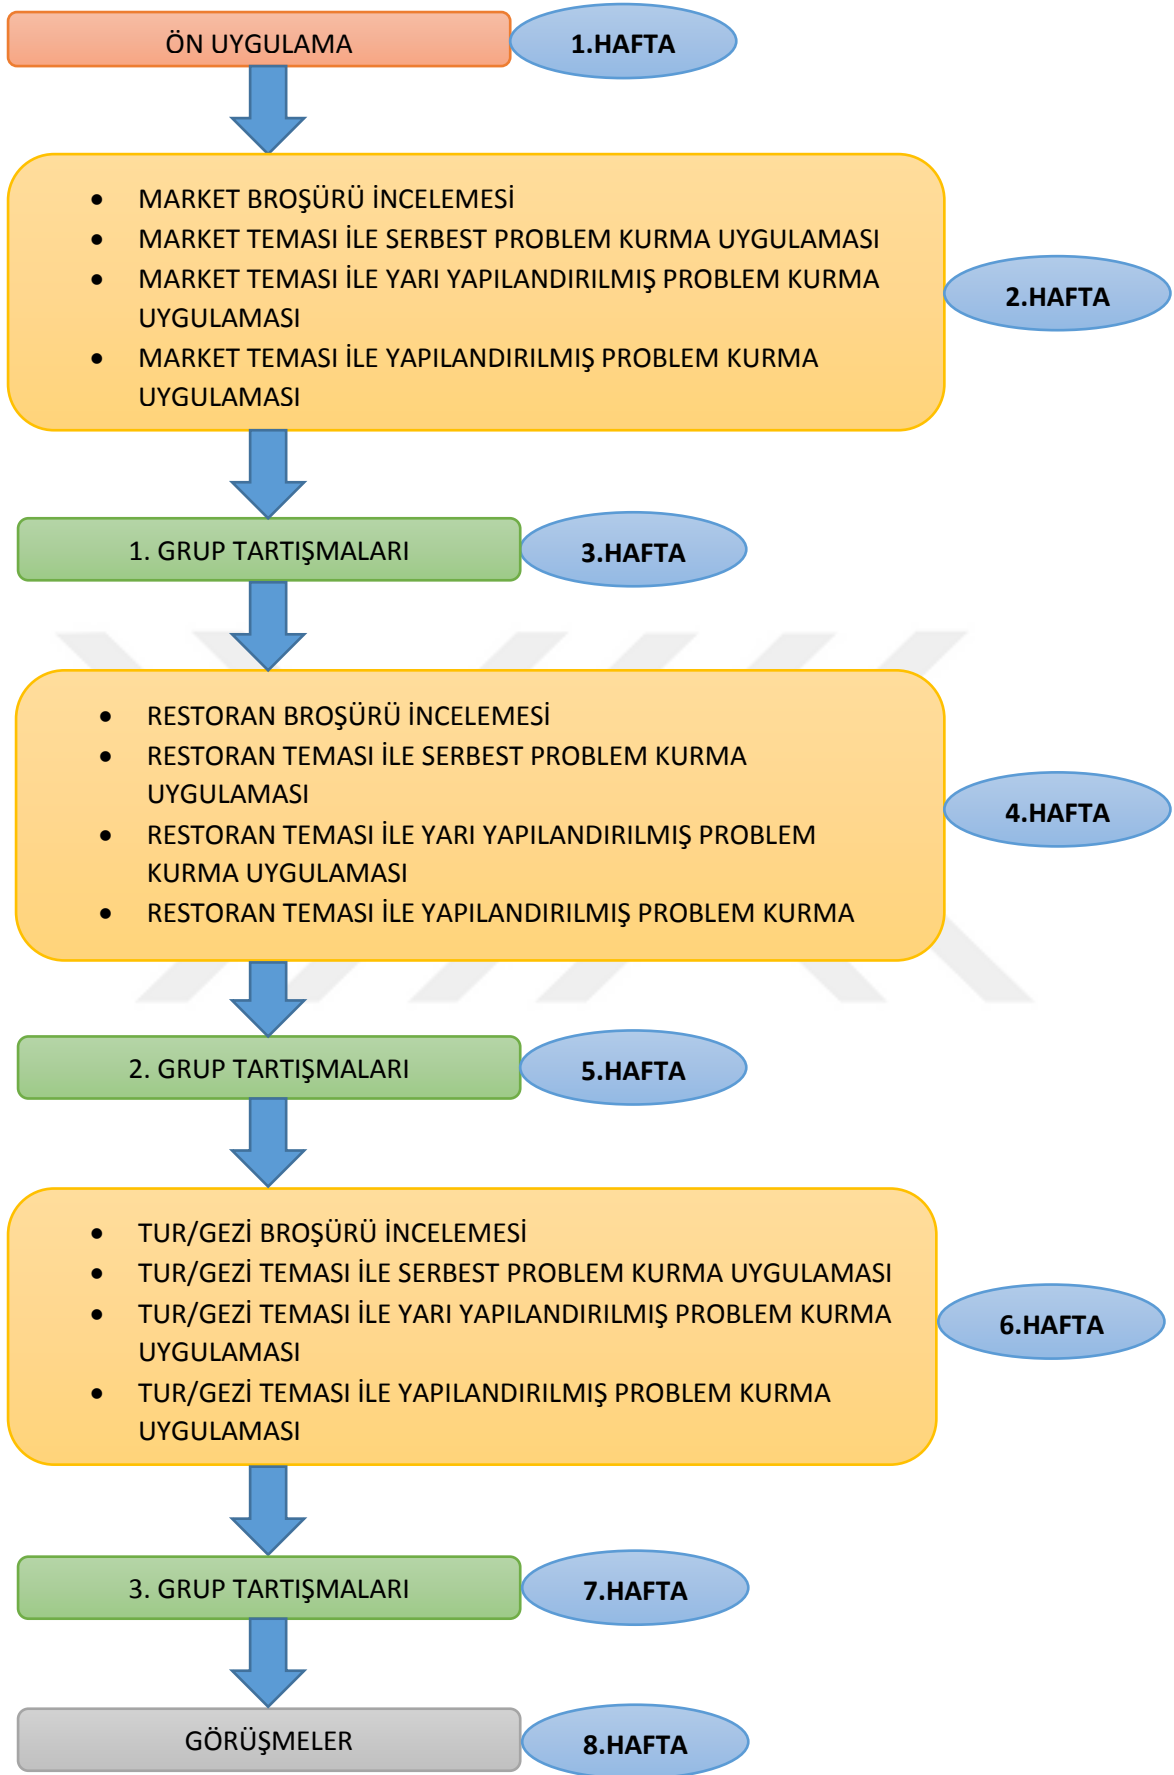 ÖN UYGULAMA
1.HAFTA
• MARKET BROŞÜRÜ İNCELEMESİ
• MARKET TEMASI İLE SERBEST PROBLEM KURMA UYGULAMASI
• MARKET TEMASI İLE YARI YAPILANDIRILMIŞ PROBLEM KURMA
UYGULAMASI
• MARKET TEMASI İLE YAPILANDIRILMIŞ PROBLEM KURMA
UYGULAMASI
2.HAFTA
1. GRUP TARTIŞMALARI
3.HAFTA
• RESTORAN BROŞÜRÜ İNCELEMESİ
• RESTORAN TEMASI İLE SERBEST PROBLEM KURMA
UYGULAMASI
• RESTORAN TEMASI İLE YARI YAPILANDIRILMIŞ PROBLEM
KURMA UYGULAMASI
• RESTORAN TEMASI İLE YAPILANDIRILMIŞ PROBLEM KURMA
4.HAFTA
2. GRUP TARTIŞMALARI
5.HAFTA
• TUR/GEZİ BROŞÜRÜ İNCELEMESİ
• TUR/GEZİ TEMASI İLE SERBEST PROBLEM KURMA UYGULAMASI
• TUR/GEZİ TEMASI İLE YARI YAPILANDIRILMIŞ PROBLEM KURMA
UYGULAMASI
• TUR/GEZİ TEMASI İLE YAPILANDIRILMIŞ PROBLEM KURMA
UYGULAMASI
6.HAFTA
3. GRUP TARTIŞMALARI
7.HAFTA
GÖRÜŞMELER
8.HAFTA